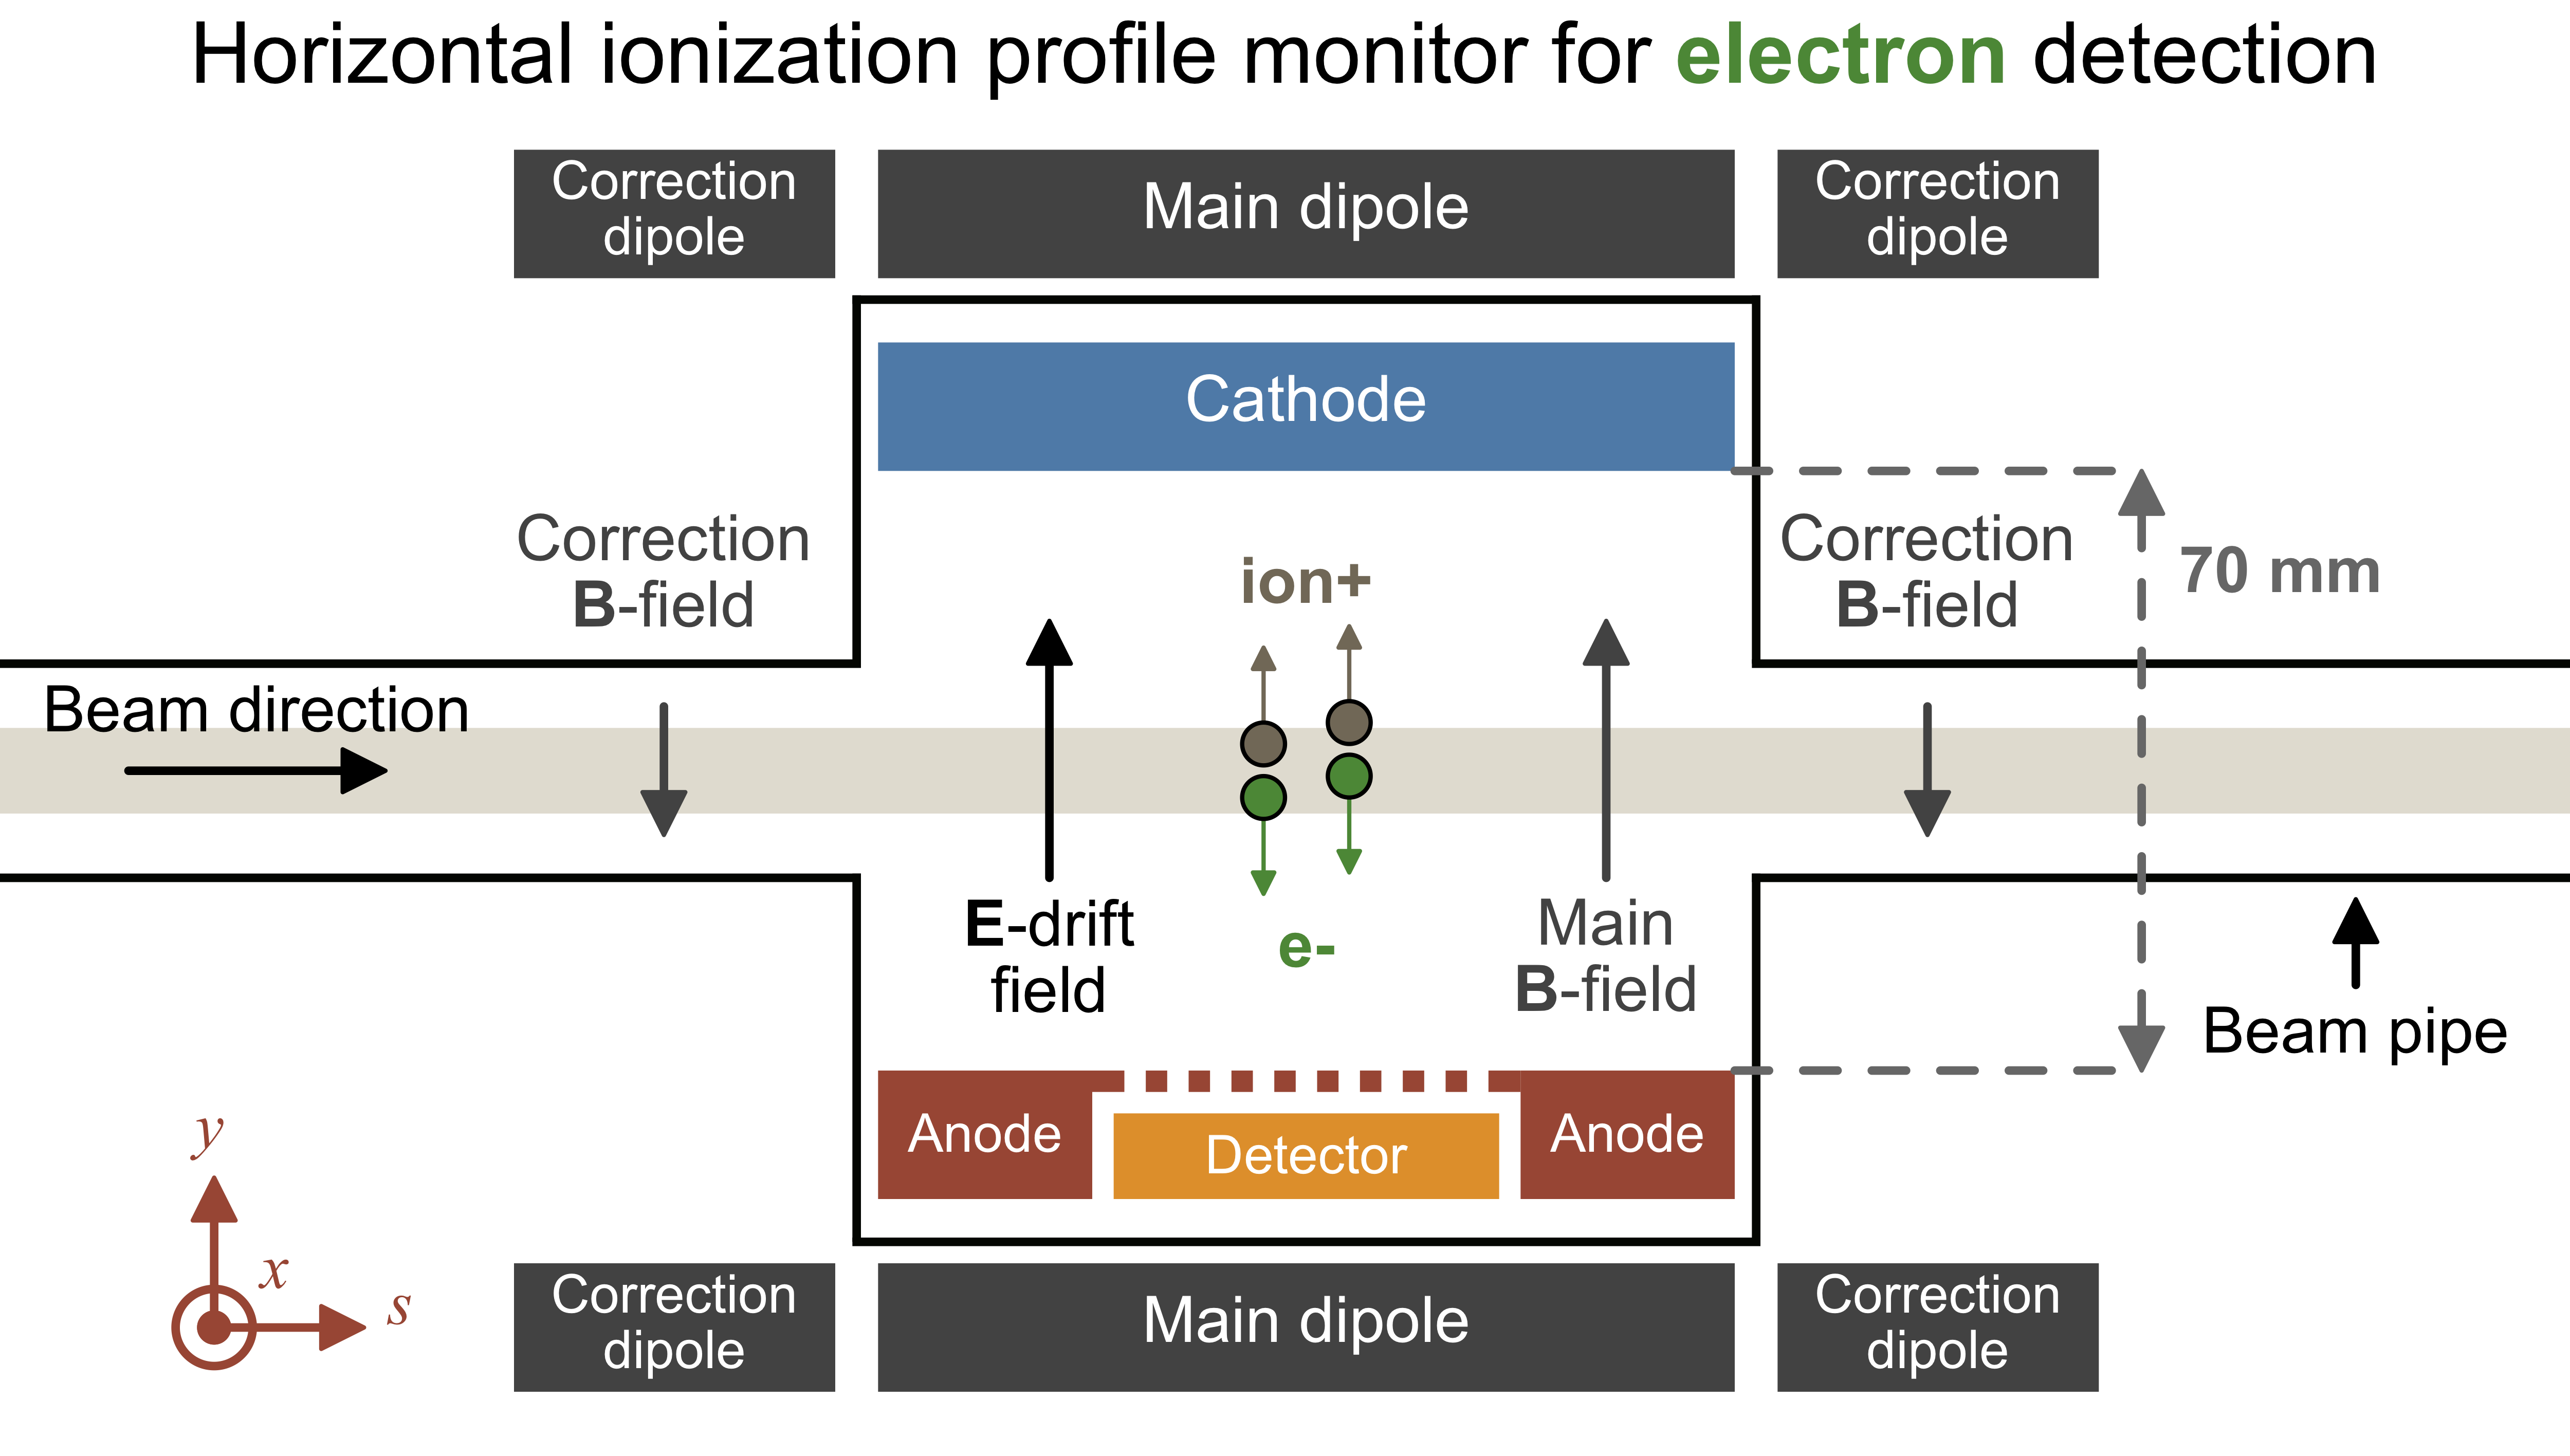 Horizontal ionization profile monitor for electron detection
Correction
dipole
Main dipole
Correction
dipole
Cathode
Correction
B-field
ion+
Correction
B-field
70 mm
Beam direction
E-drift
field
e-
Main
B-field
Beam pipe
Anode
Detector
Anode
y
x
s
Correction
dipole
Main dipole
Correction
dipole